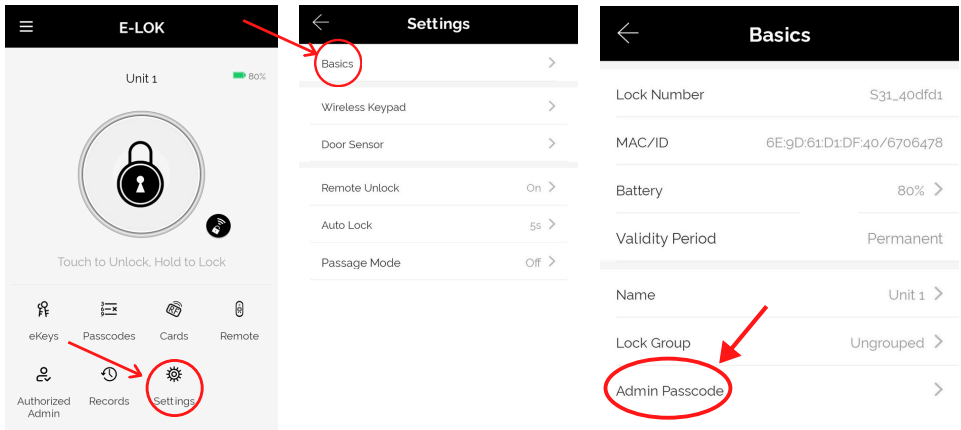 E-LOK
Unit 1
80%
Touch to Unlock, Hold to Lock
eKeys
Passcodes
Cards
Remote
Authorized
Admin
Records
Settings
Settings
Basics
Wireless Keypad
Door Sensor
Remote Unlock On
Auto Lock 5s
Passage Mode Off
Basics
Lock Number S31_40dfd1
MAC/ID 6E:9D:61:D1:DF:40/6706478
Battery 80%
Validity Period Permanent
Name Unit 1
Lock Group Ungrouped
Admin Passcode